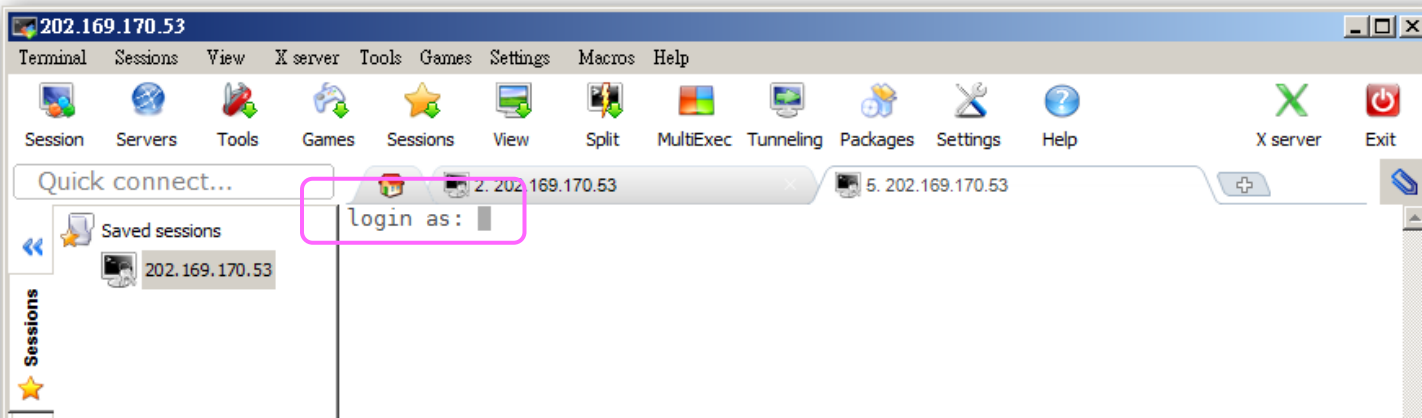 202.169.170.53
Terminal Sessions View X server Tools Games Settings Macros Help
Session Servers Tools Games Sessions View Split MultiExec Tunneling Packages Settings Help X server Exit
Quick connect...
2. 202.169.170.53
5. 202.169.170.53
login as:
Saved sessions
202.169.170.53
Sessions